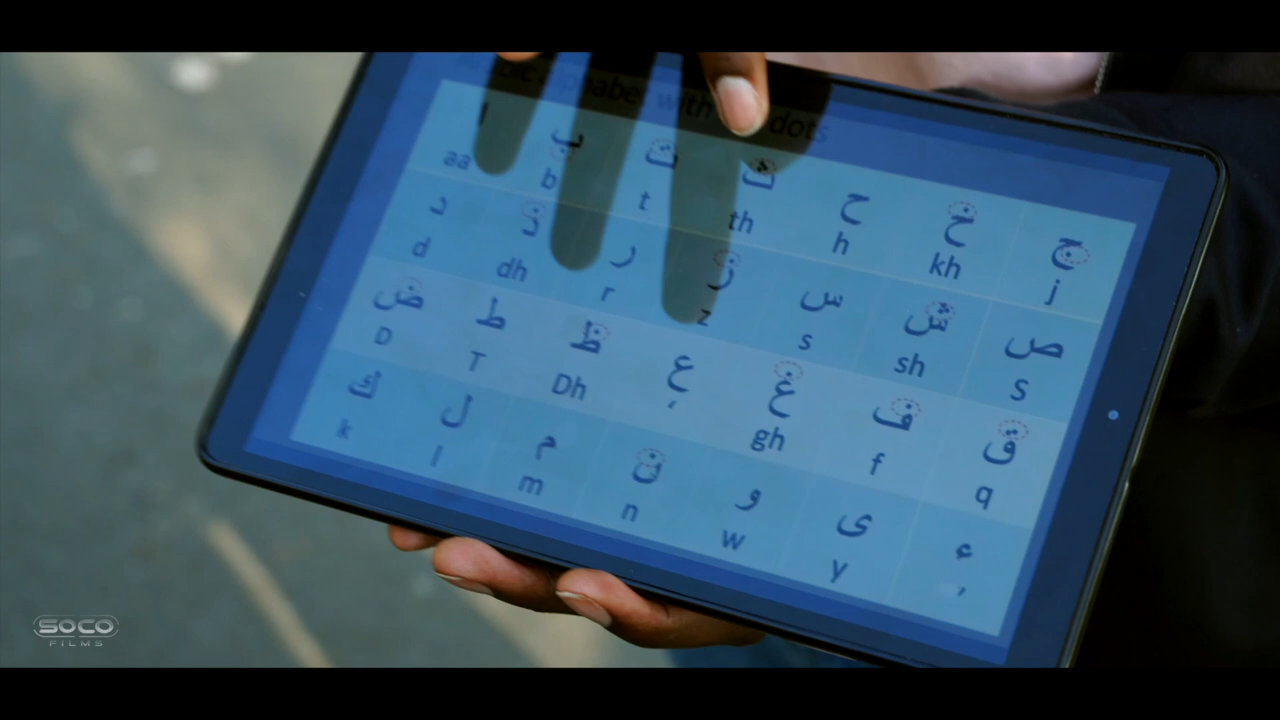 with dots
ا ب ت ث ح خ ج
aa b t th h kh j
د ذ ر ز س ش ص
d dh r z s sh S
ض ط ظ ع غ ف ق
D T Dh ʻ gh f q
ك ل م ن و ى ء
k l m n w y ʼ
SOCO
FILMS